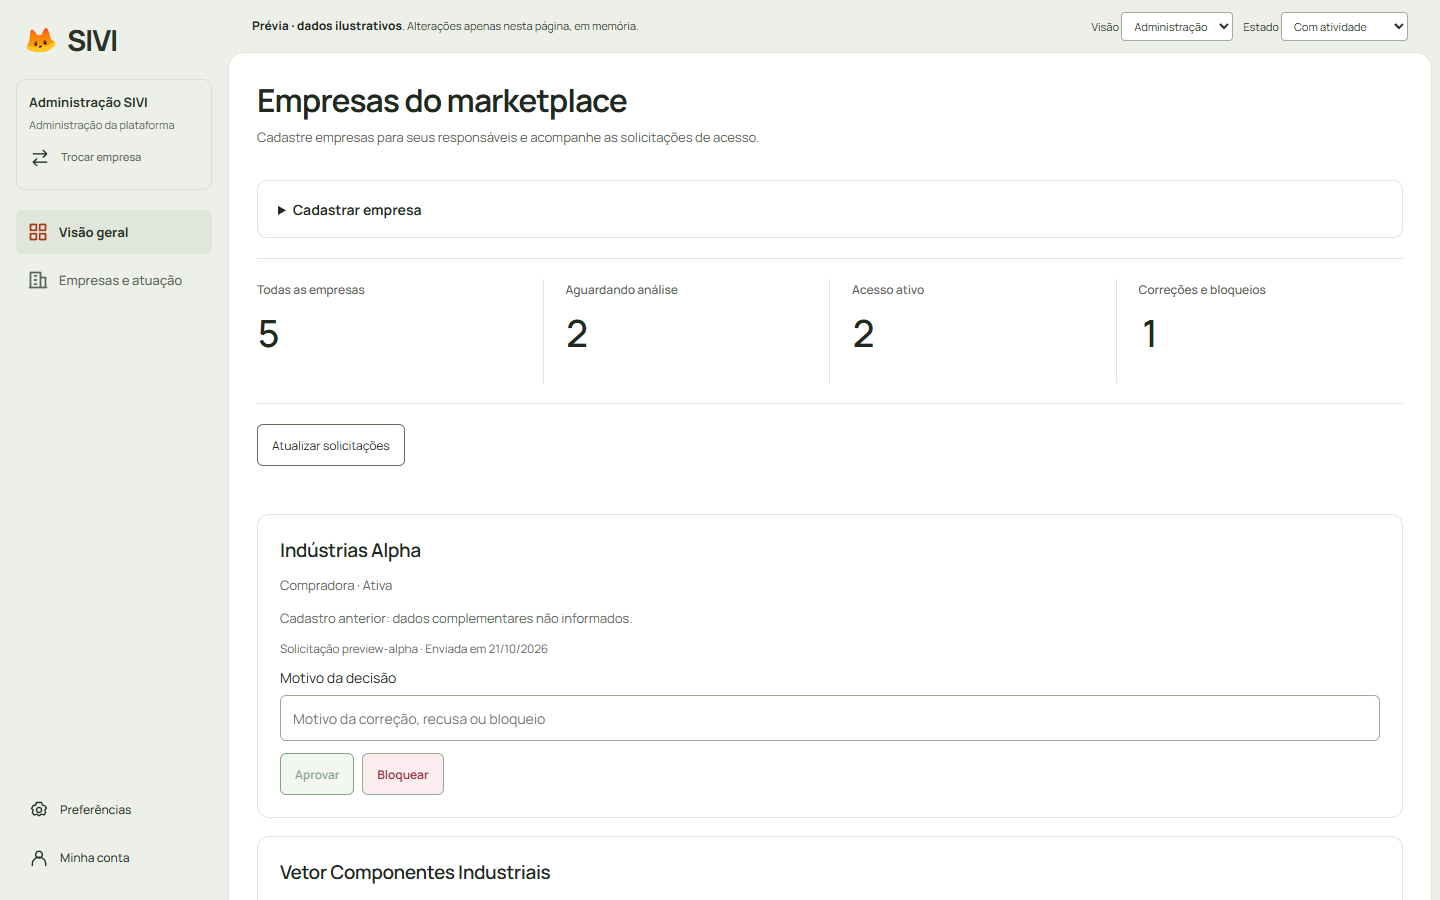 SIVI
Administração SIVI
Administração da plataforma
Trocar empresa
Visão geral
Empresas e atuação
Preferências
Minha conta
Prévia · dados ilustrativos. Alterações apenas nesta página, em memória.
Visão Administração Estado Com atividade
Empresas do marketplace
Cadastre empresas para seus responsáveis e acompanhe as solicitações de acesso.
Cadastrar empresa
Todas as empresas
5
Aguardando análise
2
Acesso ativo
2
Correções e bloqueios
1
Atualizar solicitações
Indústrias Alpha
Compradora · Ativa
Cadastro anterior: dados complementares não informados.
Solicitação preview-alpha · Enviada em 21/10/2026
Motivo da decisão
Motivo da correção, recusa ou bloqueio
Aprovar Bloquear
Vetor Componentes Industriais